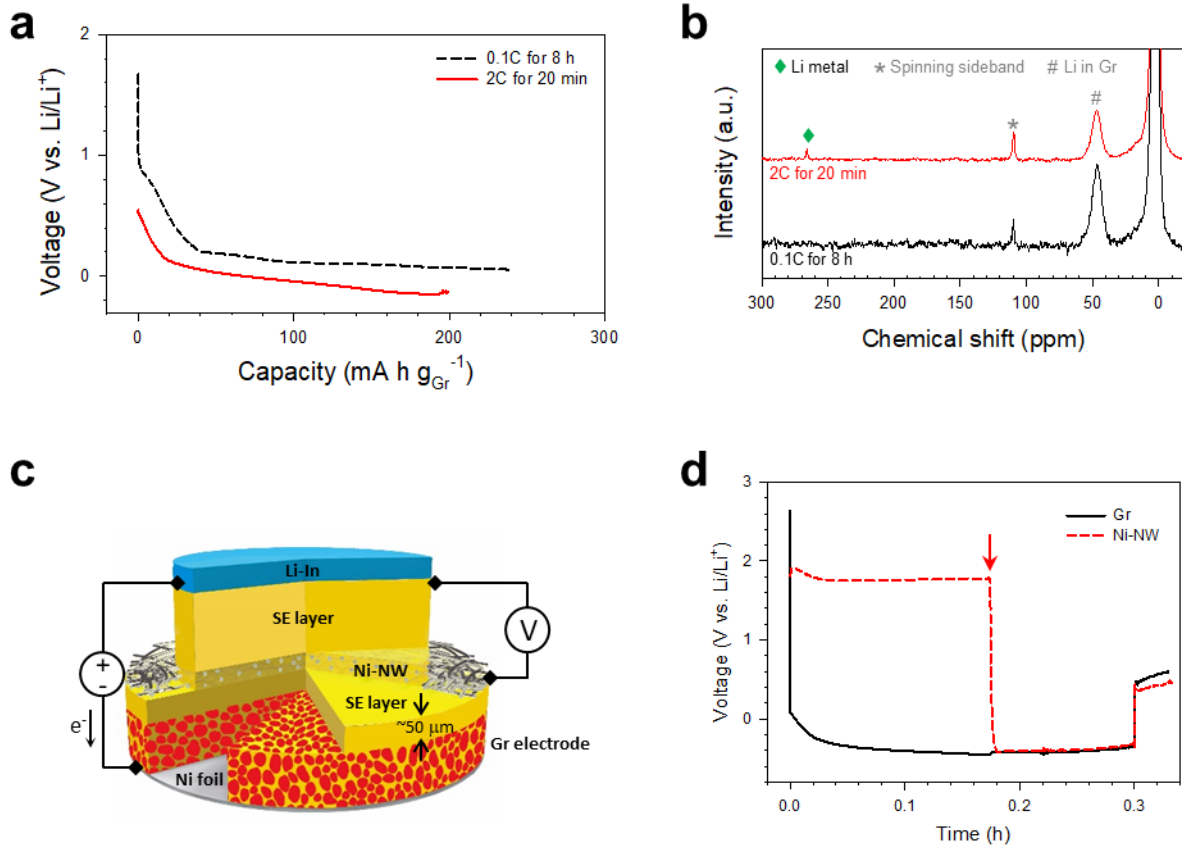 a
2
1
0
0
100
200
300
Voltage (V vs. Li/Li⁺)
Capacity (mA h g_Gr⁻¹)
0.1C for 8 h
2C for 20 min
b
Li metal
* Spinning sideband
# Li in Gr
*
#
2C for 20 min
0.1C for 8 h
Intensity (a.u.)
300 250 200 150 100 50 0
Chemical shift (ppm)
c
Li-In
SE layer
V
+
-
Ni-NW
SE layer
e⁻
~50 μm
Gr electrode
Ni foil
d
3
2
1
0
Gr
Ni-NW
Voltage (V vs. Li/Li⁺)
0.0 0.1 0.2 0.3
Time (h)